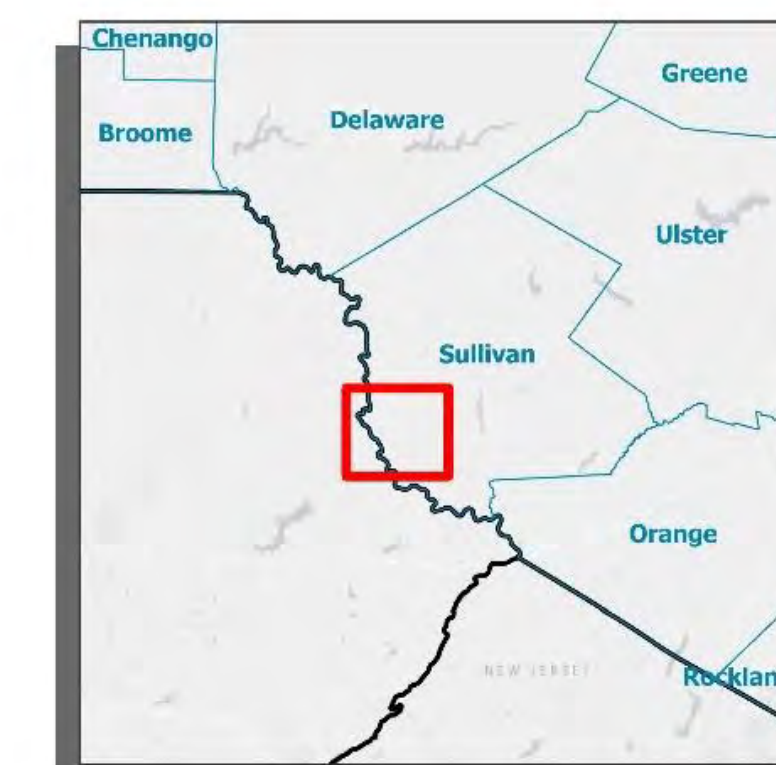 Chenango
Greene
Delaware
Broome
Ulster
Sullivan
Orange
NEW JERSEY
Rocklan